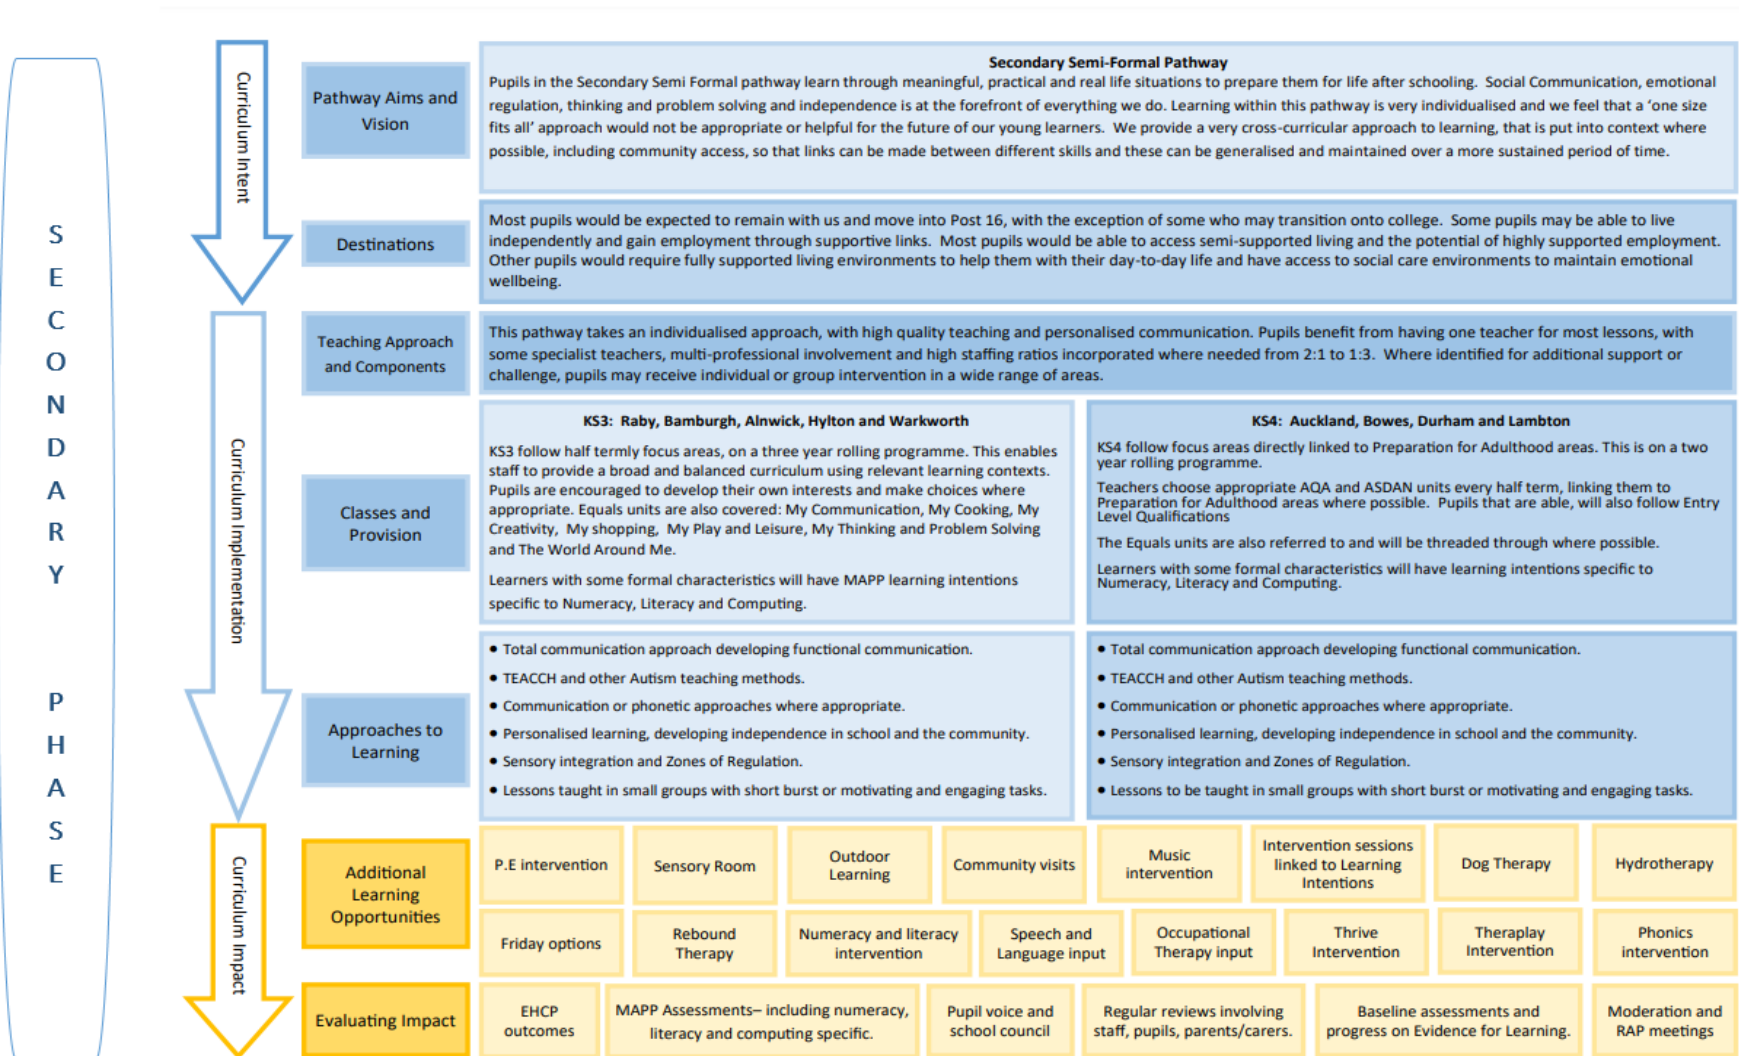 SECONDARY PHASE
Curriculum Intent
Pathway Aims and
Vision
Secondary Semi-Formal Pathway
Pupils in the Secondary Semi Formal pathway learn through meaningful, practical and real life situations to prepare them for life after schooling. Social Communication, emotional
regulation, thinking and problem solving and independence is at the forefront of everything we do. Learning within this pathway is very individualised and we feel that a 'one size
fits all' approach would not be appropriate or helpful for the future of our young learners. We provide a very cross-curricular approach to learning, that is put into context where
possible, including community access, so that links can be made between different skills and these can be generalised and maintained over a more sustained period of time.
Destinations
Most pupils would be expected to remain with us and move into Post 16, with the exception of some who may transition onto college. Some pupils may be able to live
independently and gain employment through supportive links. Most pupils would be able to access semi-supported living and the potential of highly supported employment.
Other pupils would require fully supported living environments to help them with their day-to-day life and have access to social care environments to maintain emotional
wellbeing.
Curriculum Implementation
Teaching Approach
and Components
This pathway takes an individualised approach, with high quality teaching and personalised communication. Pupils benefit from having one teacher for most lessons, with
some specialist teachers, multi-professional involvement and high staffing ratios incorporated where needed from 2:1 to 1:3. Where identified for additional support or
challenge, pupils may receive individual or group intervention in a wide range of areas.
Classes and
Provision
KS3: Raby, Bamburgh, Alnwick, Hylton and Warkworth
KS3 follow half termly focus areas, on a three year rolling programme. This enables
staff to provide a broad and balanced curriculum using relevant learning contexts.
Pupils are encouraged to develop their own interests and make choices where
appropriate. Equals units are also covered: My Communication, My Cooking, My
Creativity, My shopping, My Play and Leisure, My Thinking and Problem Solving
and The World Around Me.
Learners with some formal characteristics will have MAPP learning intentions
specific to Numeracy, Literacy and Computing.
KS4: Auckland, Bowes, Durham and Lambton
KS4 follow focus areas directly linked to Preparation for Adulthood areas. This is on a two
year rolling programme.
Teachers choose appropriate AQA and ASDAN units every half term, linking them to
Preparation for Adulthood areas where possible. Pupils that are able, will also follow Entry
Level Qualifications
The Equals units are also referred to and will be threaded through where possible.
Learners with some formal characteristics will have learning intentions specific to
Numeracy, Literacy and Computing.
Approaches to
Learning
• Total communication approach developing functional communication.
• TEACCH and other Autism teaching methods.
• Communication or phonetic approaches where appropriate.
• Personalised learning, developing independence in school and the community.
• Sensory integration and Zones of Regulation.
• Lessons taught in small groups with short burst or motivating and engaging tasks.
• Total communication approach developing functional communication.
• TEACCH and other Autism teaching methods.
• Communication or phonetic approaches where appropriate.
• Personalised learning, developing independence in school and the community.
• Sensory integration and Zones of Regulation.
• Lessons to be taught in small groups with short burst or motivating and engaging tasks.
Curriculum Impact
Additional
Learning
Opportunities
P.E intervention
Sensory Room
Outdoor
Learning
Community visits
Music
intervention
Intervention sessions
linked to Learning
Intentions
Dog Therapy
Hydrotherapy
Friday options
Rebound
Therapy
Numeracy and literacy
intervention
Speech and
Language input
Occupational
Therapy input
Thrive
Intervention
Theraplay
Intervention
Phonics
intervention
Evaluating Impact
EHCP
outcomes
MAPP Assessments– including numeracy,
literacy and computing specific.
Pupil voice and
school council
Regular reviews involving
staff, pupils, parents/carers.
Baseline assessments and
progress on Evidence for Learning.
Moderation and
RAP meetings